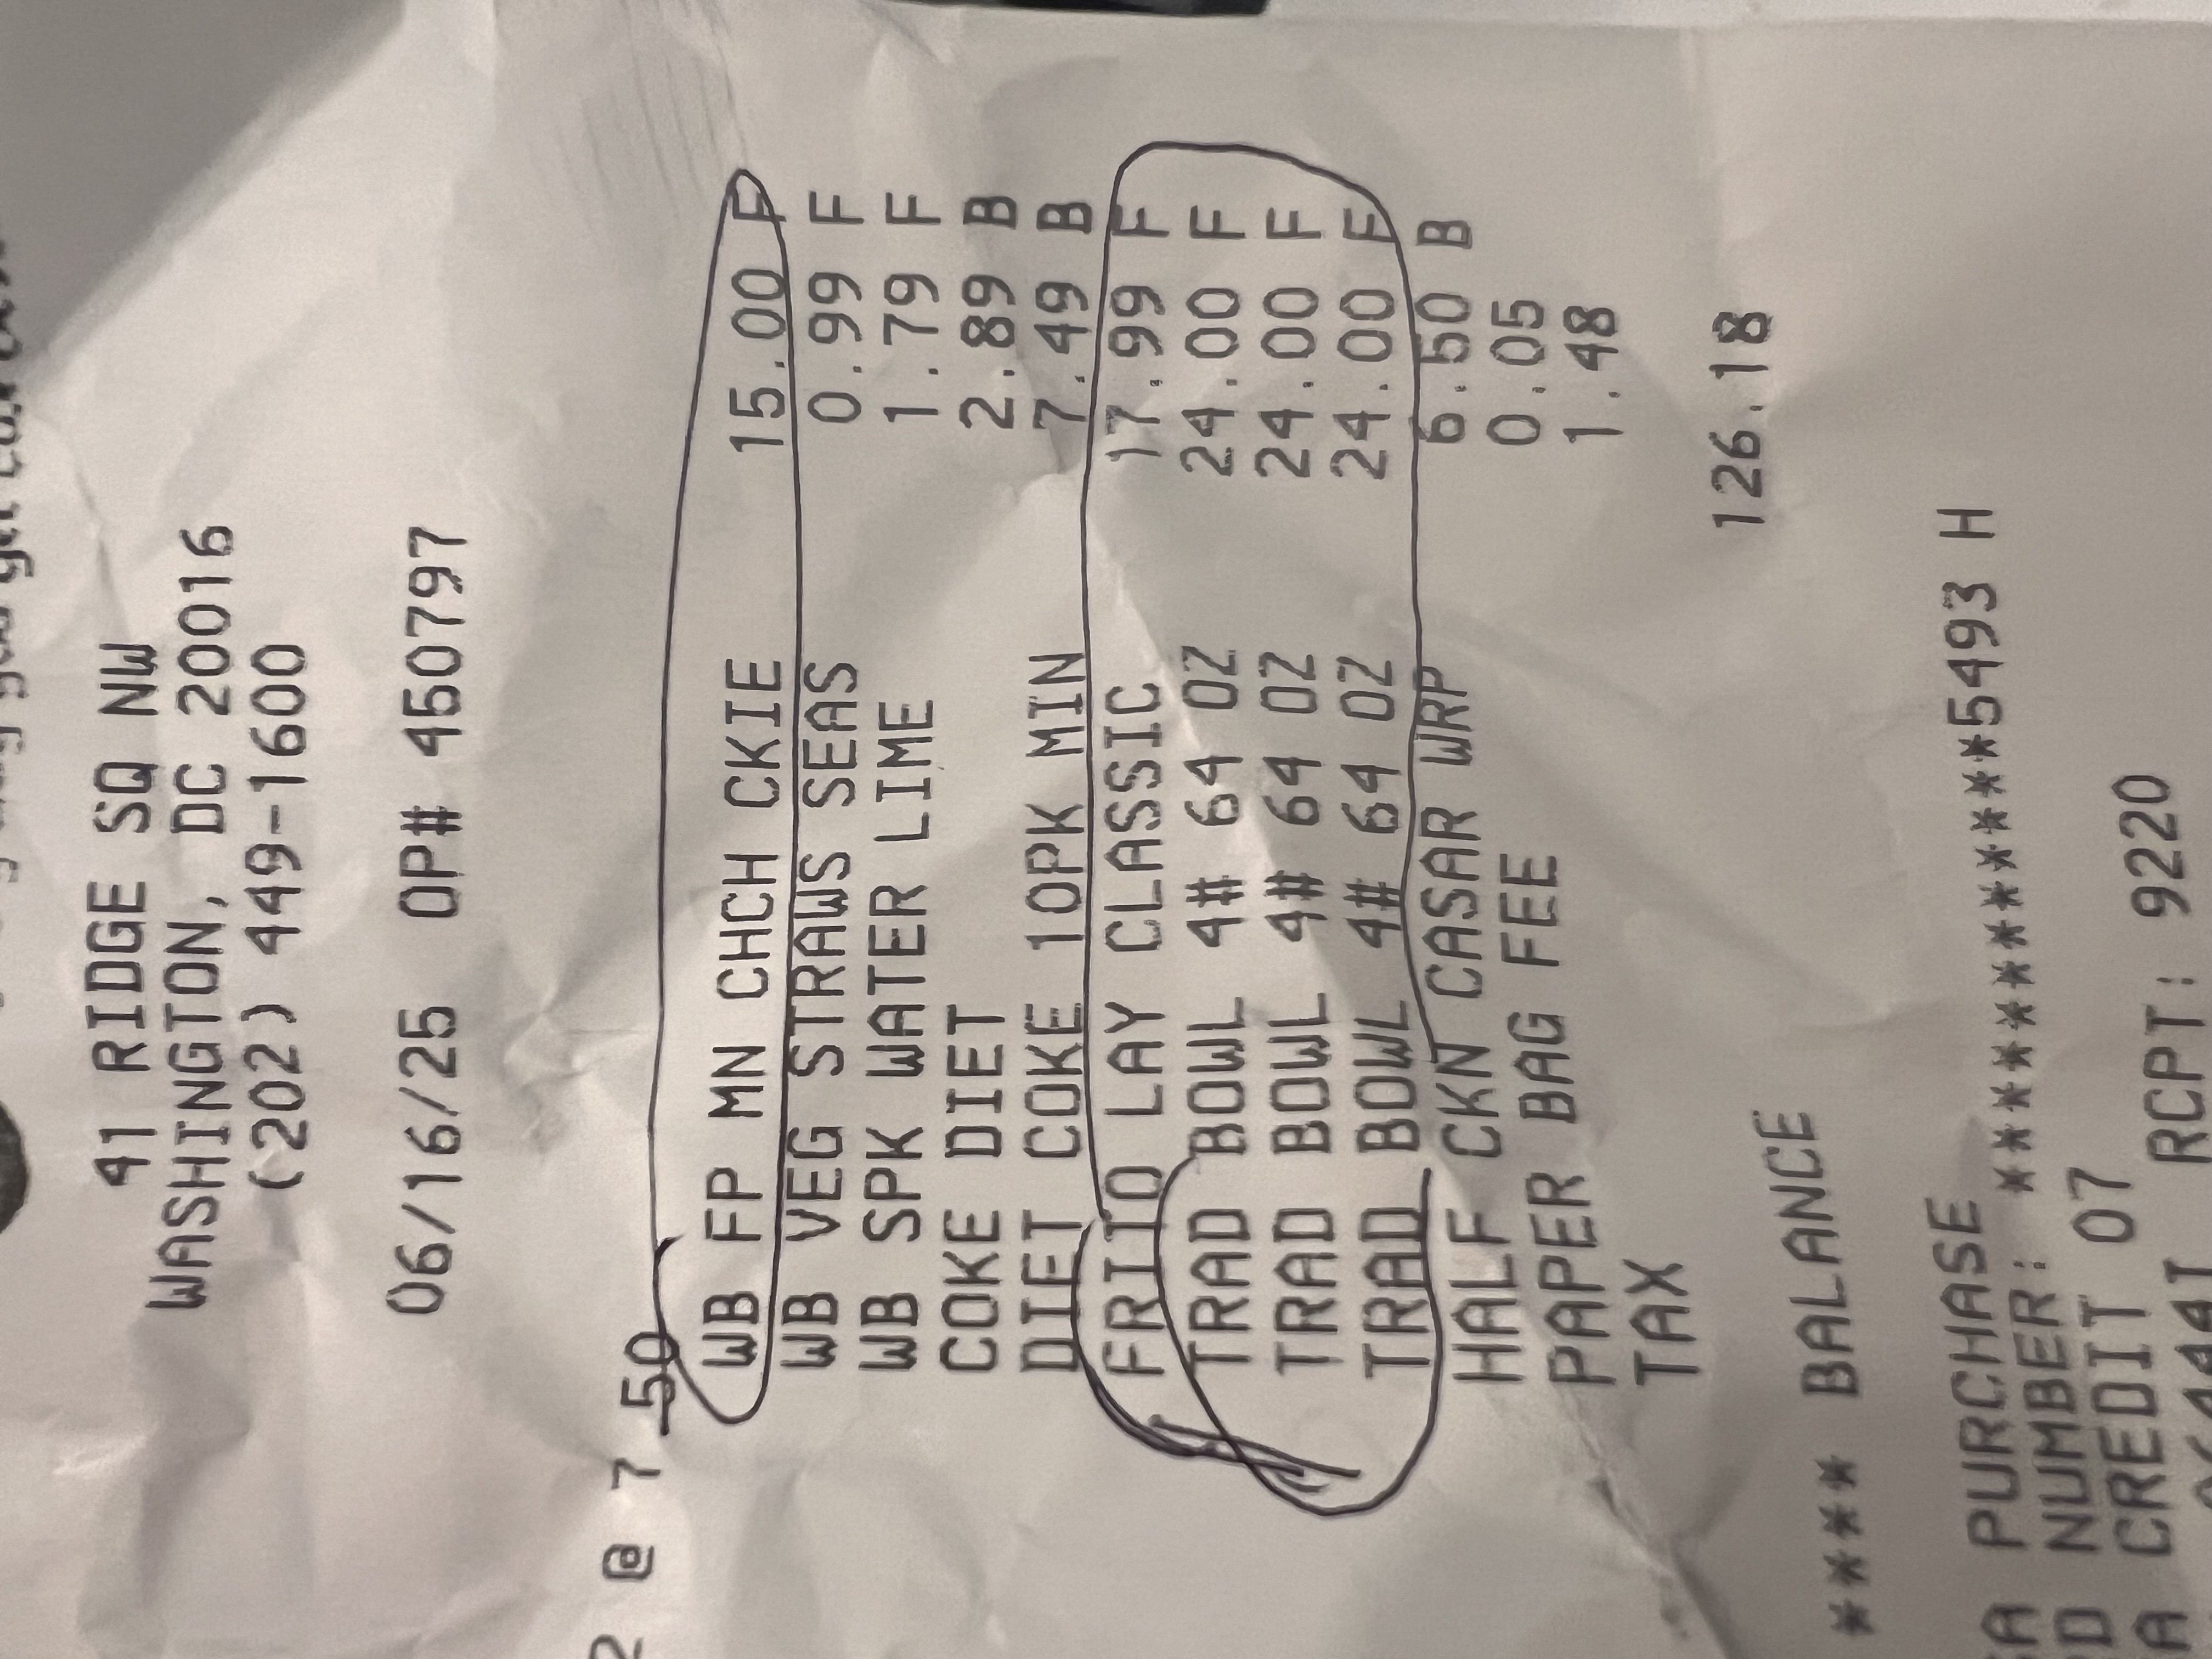 41 RIDGE SQ NW
WASHINGTON, DC 20016
(202) 449-1600
06/16/25 OP# 450797
2 @ 7.50
WB FP MN CHCH CKIE 15.00 F
WB VEG STRAWS SEAS 0.99 F
WB SPK WATER LIME 1.79 F
COKE DIET 2.89 B
DIET COKE 10PK MIN 7.49 B
FRITO LAY CLASSIC 17.99 F
TRAD BOWL 4# 64 OZ 24.00 F
TRAD BOWL 4# 64 OZ 24.00 F
TRAD BOWL 4# 64 OZ 24.00 F
HALF CKN CASAR WRP 6.50 B
PAPER BAG FEE 0.05
TAX 1.48
**** BALANCE 126.18
PURCHASE
NUMBER: ************5493 H
CREDIT 07
RCPT: 9220